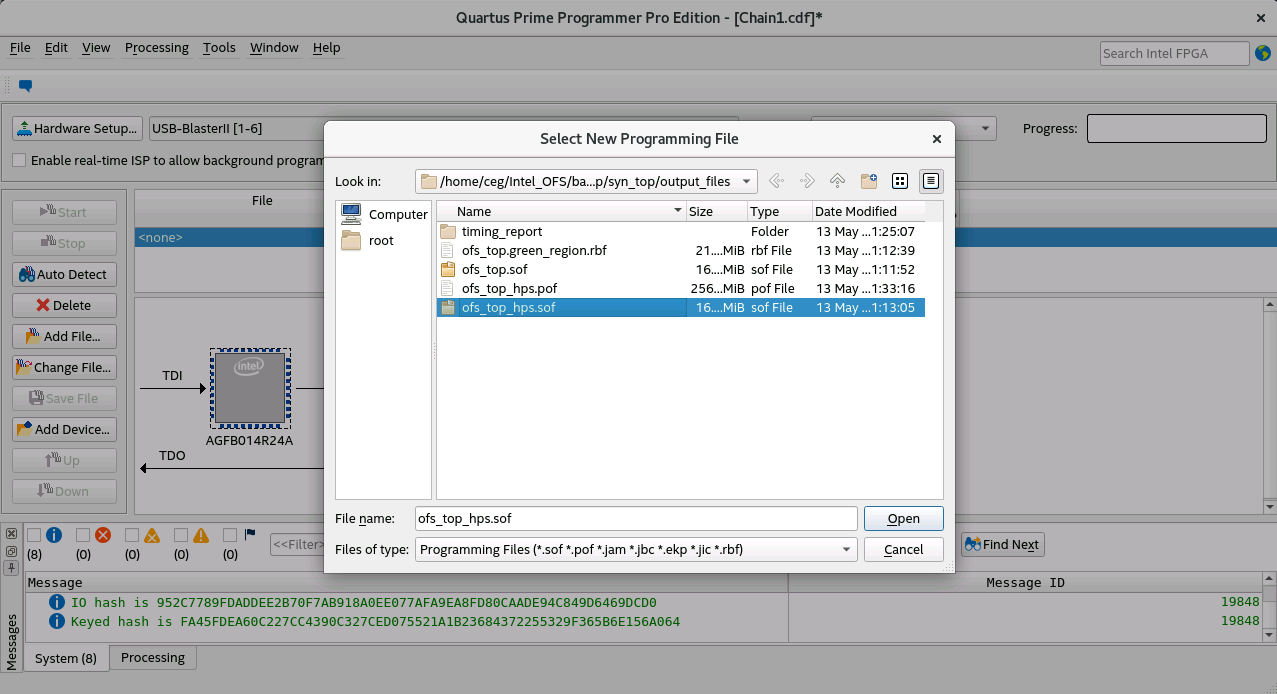 Quartus Prime Programmer Pro Edition - [Chain1.cdf]*
File Edit View Processing Tools Window Help
Search Intel FPGA
Hardware Setup... USB-BlasterII [1-6] Progress:
Enable real-time ISP to allow background
Select New Programming File
Look in: /home/ceg/Intel_OFS/ba...p/syn_top/output_files
Computer
root
Name Size Type Date Modified
timing_report Folder 13 May ...1:25:07
ofs_top.green_region.rbf 21....MiB rbf File 13 May ...1:12:39
ofs_top.sof 16....MiB sof File 13 May ...1:11:52
ofs_top_hps.pof 256...MiB pof File 13 May ...1:33:16
ofs_top_hps.sof 16....MiB sof File 13 May ...1:13:05
File name: ofs_top_hps.sof Open
Files of type: Programming Files (*.sof *.pof *.jam *.jbc *.ekp *.jic *.rbf) Cancel
Start
Stop
Auto Detect
Delete
Add File...
Change File...
Save File
Add Device...
Up
Down
File
<none>
TDI
intel
AGFB014R24A
TDO
(8) (0) (0) (0) (0) <<Filter> Find Next
Message Message ID
IO hash is 952C7789FDADDEE2B70F7AB918A0EE077AFA9EA8FD80CAADE94C849D6469DCD0 19848
Keyed hash is FA45FDEA60C227CC4390C327CED075521A1B23684372255329F365B6E156A064 19848
Messages
System (8) Processing